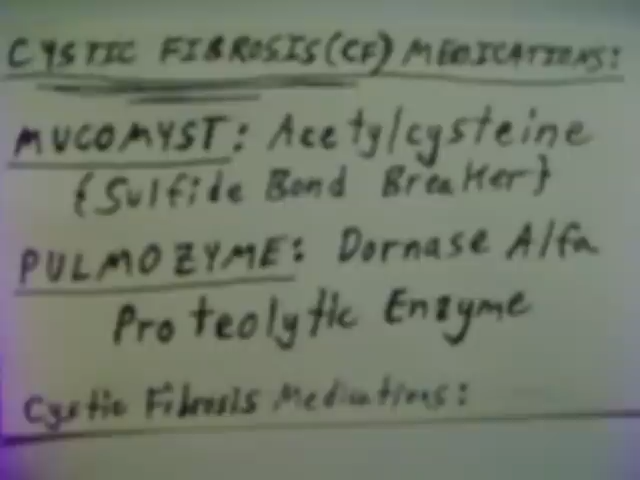 CYSTIC FIBROSIS (CF) MEDICATIONS:
MUCOMYST: Acetylcysteine
{Sulfide Bond Breaker}
PULMOZYME: Dornase Alfa
Proteolytic Enzyme
Cystic Fibrosis Medications: